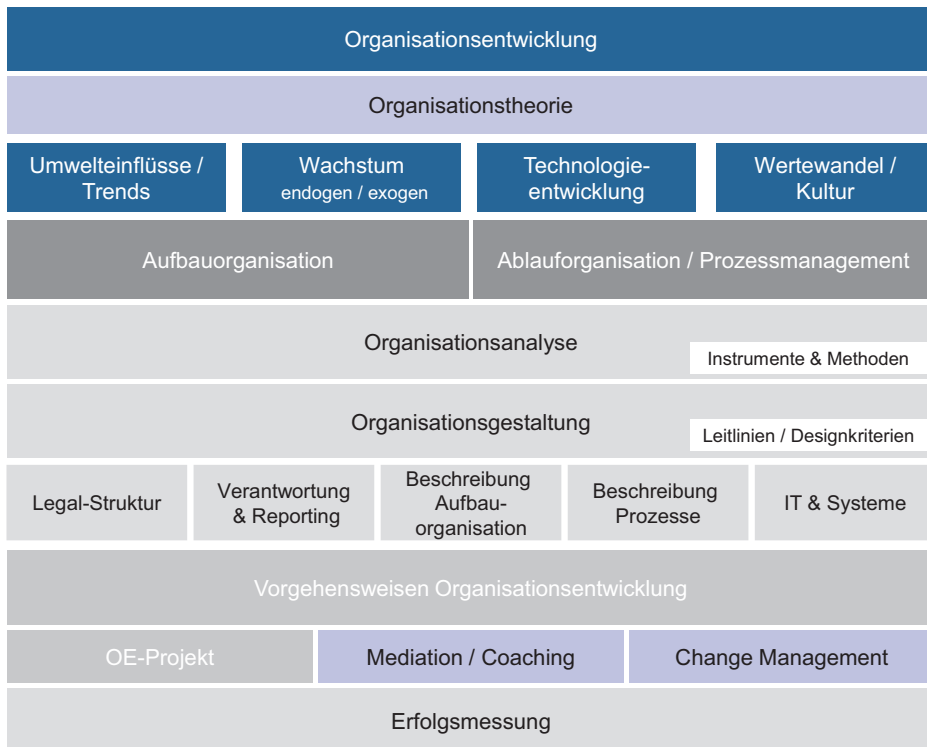 Organisationsentwicklung
Organisationstheorie
Umwelteinflüsse /
Trends
Wachstum
endogen / exogen
Technologie-
entwicklung
Wertewandel /
Kultur
Aufbauorganisation
Ablauforganisation / Prozessmanagement
Organisationsanalyse
Instrumente & Methoden
Organisationsgestaltung
Leitlinien / Designkriterien
Legal-Struktur
Verantwortung
& Reporting
Beschreibung
Aufbau-
organisation
Beschreibung
Prozesse
IT & Systeme
Vorgehensweisen Organisationsentwicklung
OE-Projekt
Mediation / Coaching
Change Management
Erfolgsmessung